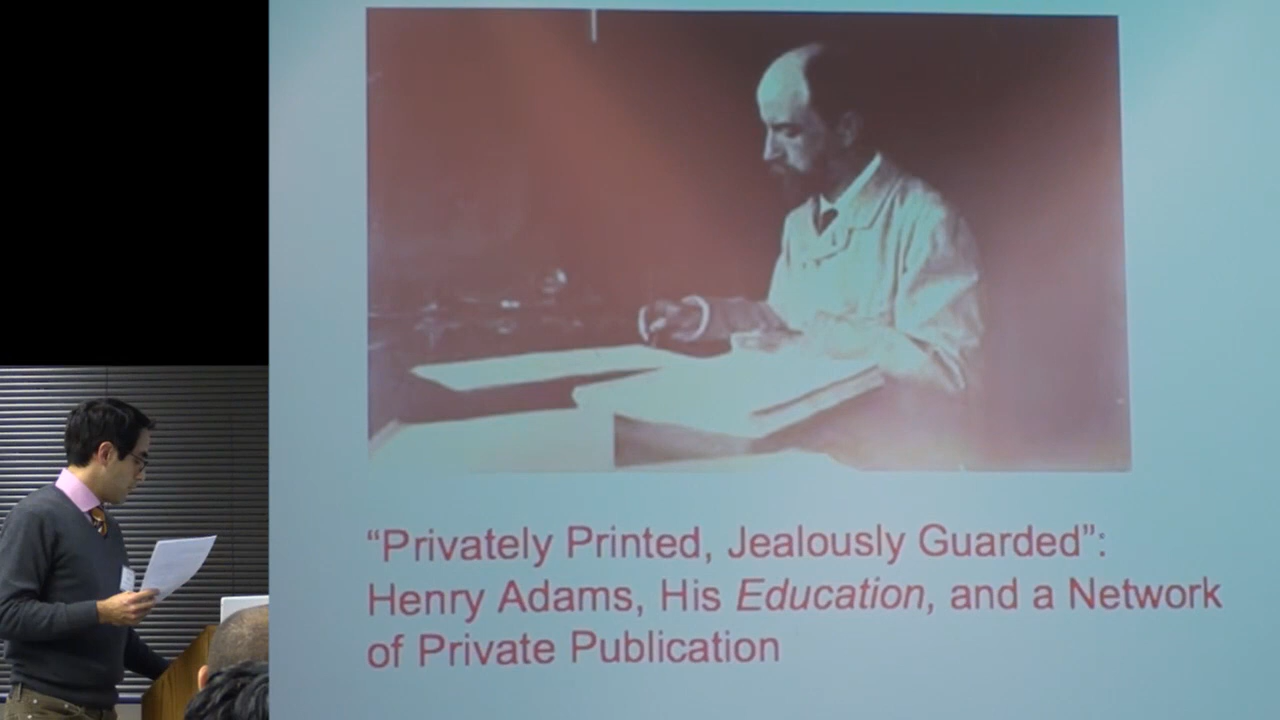 “Privately Printed, Jealously Guarded”:
Henry Adams, His Education, and a Network
of Private Publication